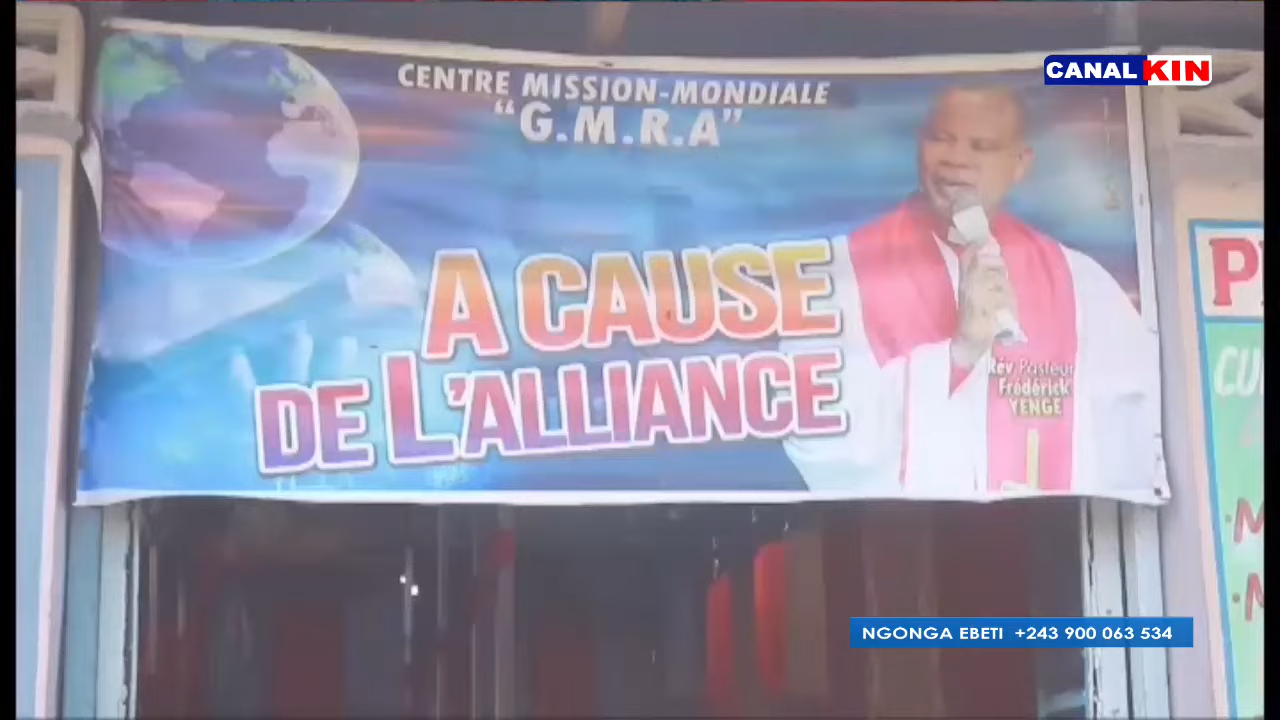 CENTRE MISSION-MONDIALE
"G.M.R.A"
CANAL KIN
A CAUSE
DE L'ALLIANCE
Rév Pasteur
Frédérick
YENGE
NGONGA EBETI +243 900 063 534